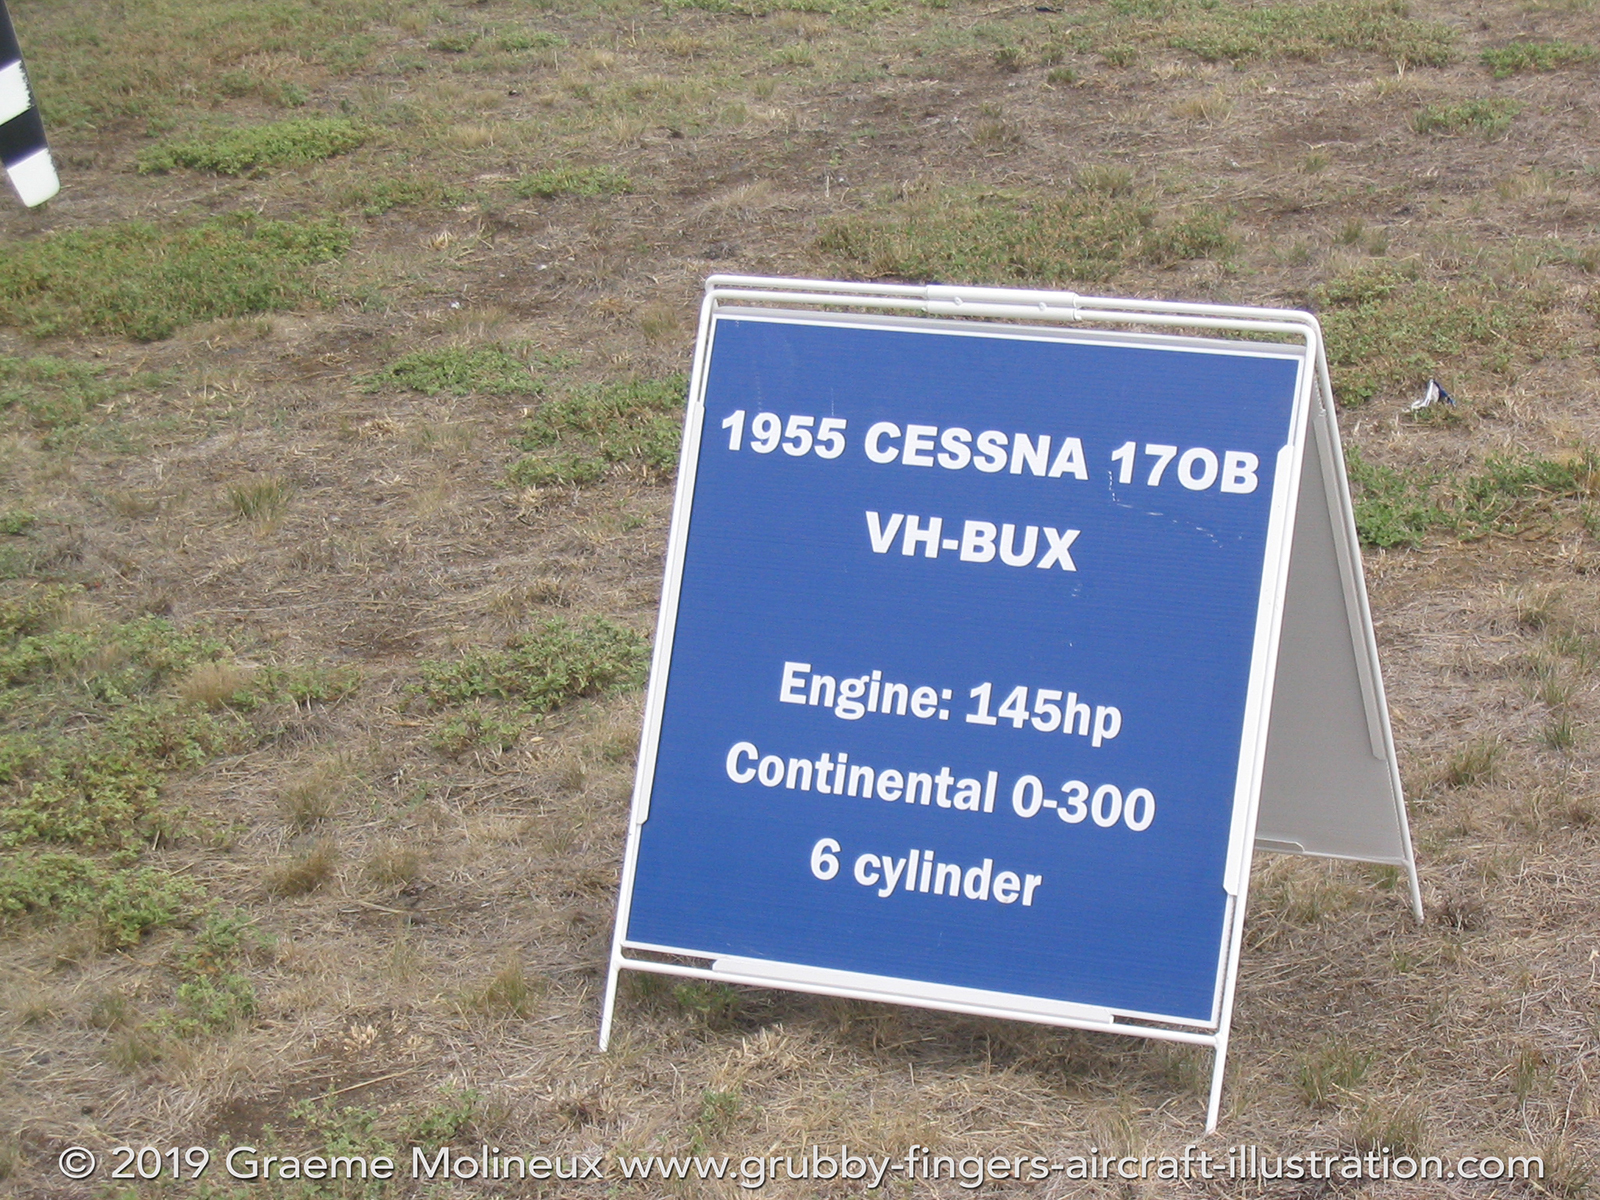 1955 CESSNA 17OB
VH-BUX
Engine: 145hp
Continental 0-300
6 cylinder
© 2019 Graeme Molineux www.grubby-fingers-aircraft-illustration.com